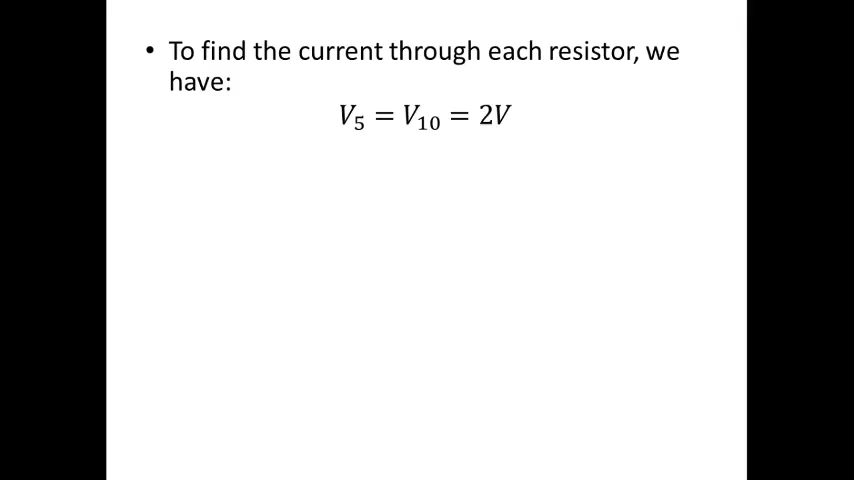 • To find the current through each resistor, we
have:
𝑉₅ = 𝑉₁₀ = 2𝑉